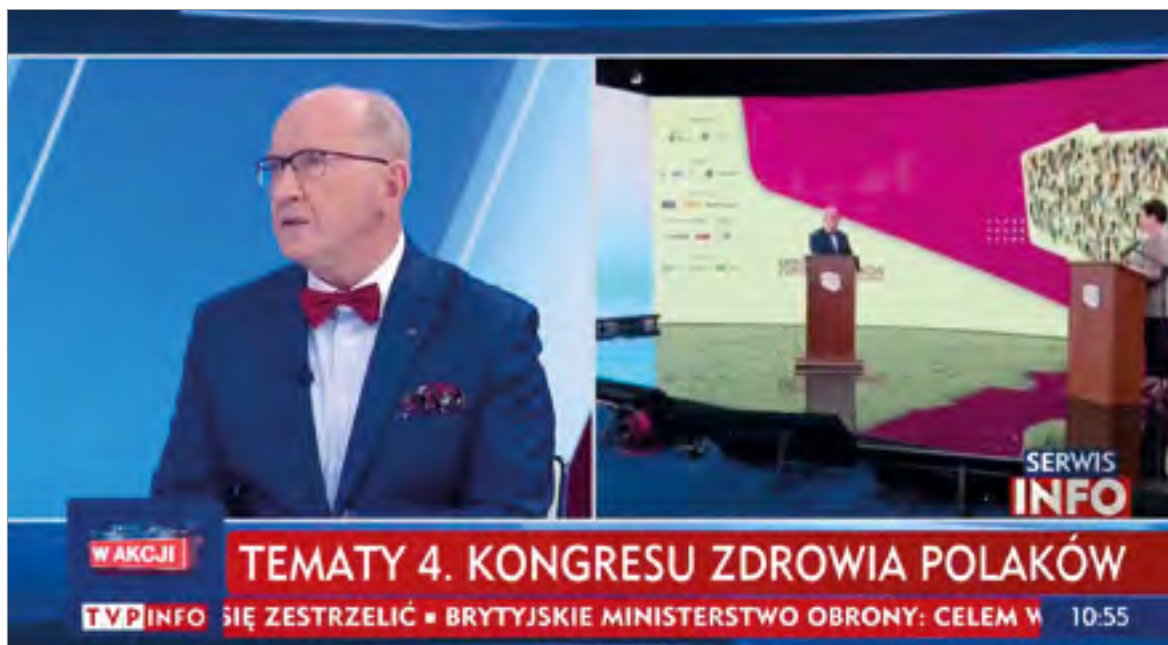 SERWIS
INFO
W AKCJI
TEMATY 4. KONGRESU ZDROWIA POLAKÓW
TVP INFO SIĘ ZESTRZELIĆ ▪ BRYTYJSKIE MINISTERSTWO OBRONY: CELEM W 10:55